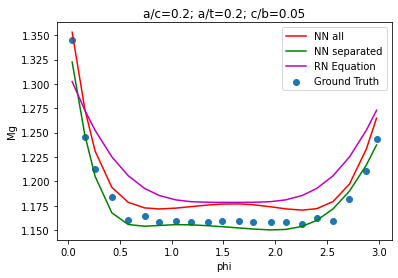 a/c=0.2; a/t=0.2; c/b=0.05
NN all
NN separated
RN Equation
Ground Truth
Mg
1.350
1.325
1.300
1.275
1.250
1.225
1.200
1.175
1.150
0.0 0.5 1.0 1.5 2.0 2.5 3.0
phi